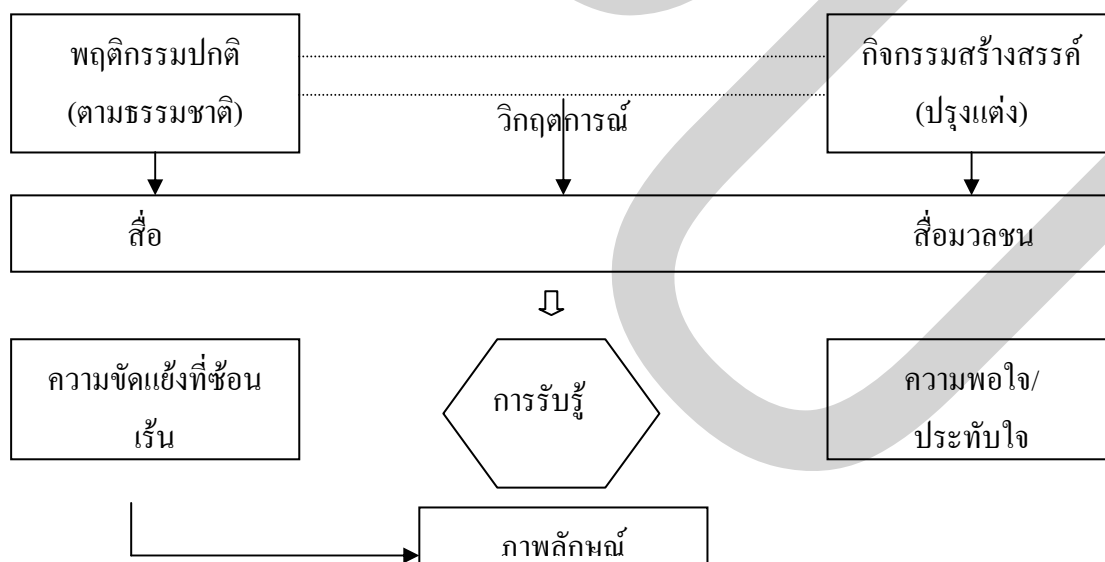 พฤติกรรมปกติ
(ตามธรรมชาติ)
วิกฤตการณ์
กิจกรรมสร้างสรรค์
(ปรุงแต่ง)
สื่อ
สื่อมวลชน
ความขัดแย้งที่ซ้อน
เร้น
การรับรู้
ความพอใจ/
ประทับใจ
ภาพลักษณ์